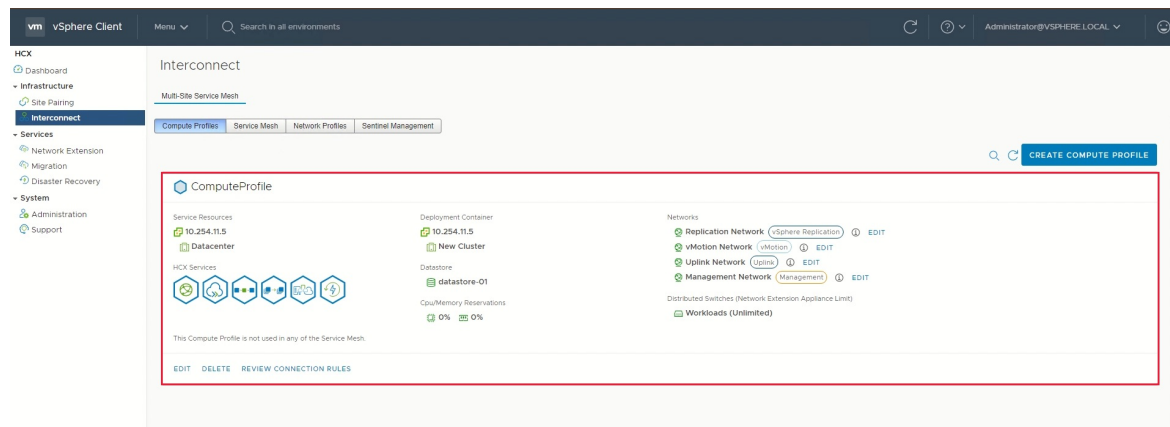 vm vSphere Client Menu Search in all environments Administrator@VSPHERE.LOCAL
HCX
Dashboard
Infrastructure
Site Pairing
Interconnect
Services
Network Extension
Migration
Disaster Recovery
System
Administration
Support
Interconnect
Multi-Site Service Mesh
Compute Profiles Service Mesh Network Profiles Sentinel Management
CREATE COMPUTE PROFILE
ComputeProfile
Service Resources
10.254.11.5
Datacenter
HCX Services
Deployment Container
10.254.11.5
New Cluster
Datastore
datastore-01
Cpu/Memory Reservations
0% 0%
Networks
Replication Network vSphere Replication EDIT
vMotion Network vMotion EDIT
Uplink Network Uplink EDIT
Management Network Management EDIT
Distributed Switches (Network Extension Appliance Limit)
Workloads (Unlimited)
This Compute Profile is not used in any of the Service Mesh.
EDIT DELETE REVIEW CONNECTION RULES